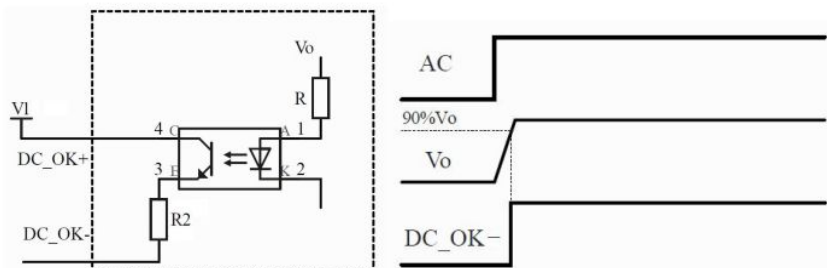 Vo
R
V1
4 C
A 1
DC_OK+
3 E
K 2
R2
DC_OK-
AC
90%Vo
Vo
DC_OK-